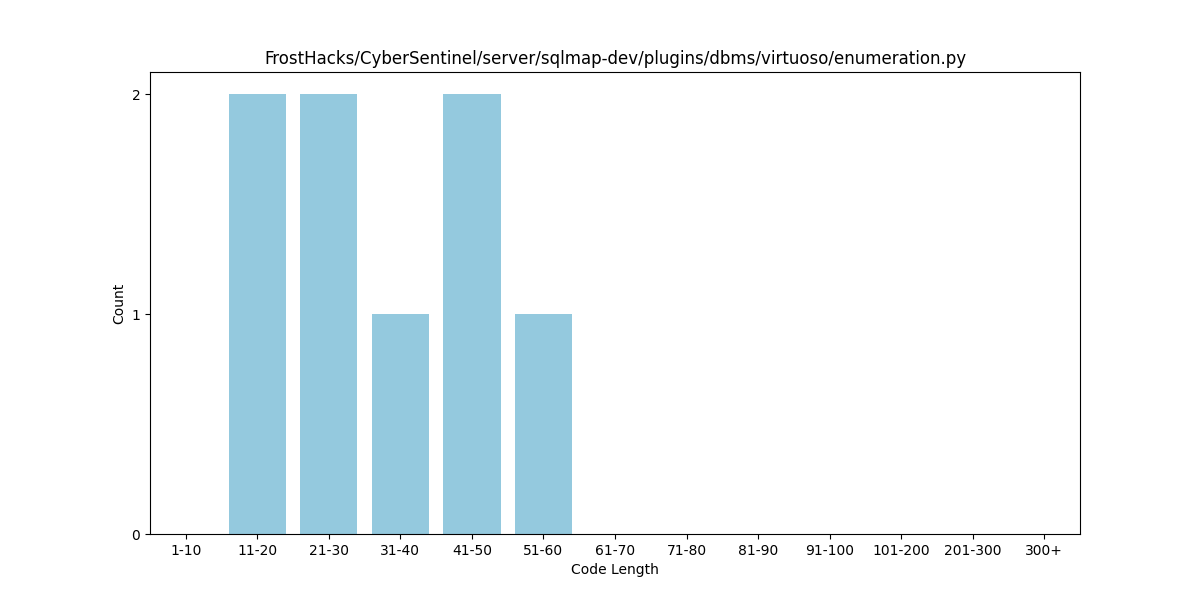 FrostHacks/CyberSentinel/server/sqlmap-dev/plugins/dbms/virtuoso/enumeration.py
2
1
0
Count
1-10 11-20 21-30 31-40 41-50 51-60 61-70 71-80 81-90 91-100 101-200 201-300 300+
Code Length